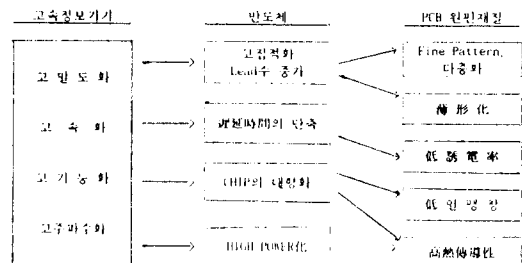 고속정보기기
반도체
PCB 원판재질
고밀도화
고속화
고기능화
고주파수화
고집적화
Lead수 증가
遲延時間의 단축
CHIP의 대형화
HIGH POWER化
Fine Pattern,
다층화
薄形化
低誘電率
低열팽창
高熱傳導性